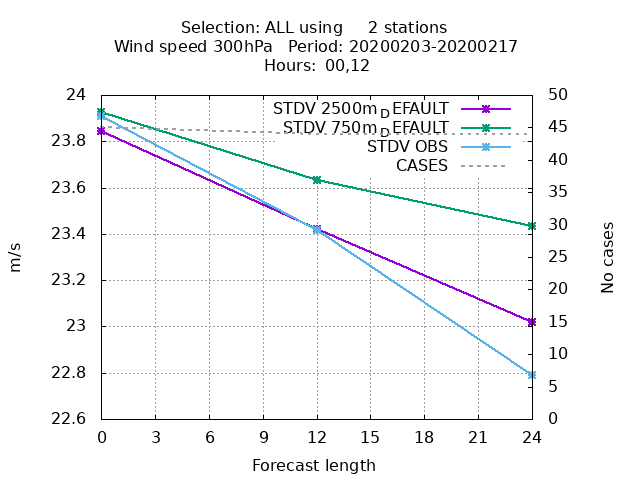 Selection: ALL using     2 stations
Wind speed 300hPa   Period: 20200203-20200217
Hours: 00,12
24
23.8
23.6
23.4
23.2
23
22.8
22.6
m/s
STDV 2500m_DEFAULT
STDV 750m_DEFAULT
STDV OBS
CASES
50
45
40
35
30
25
20
15
10
5
0
No cases
0 3 6 9 12 15 18 21 24
Forecast length